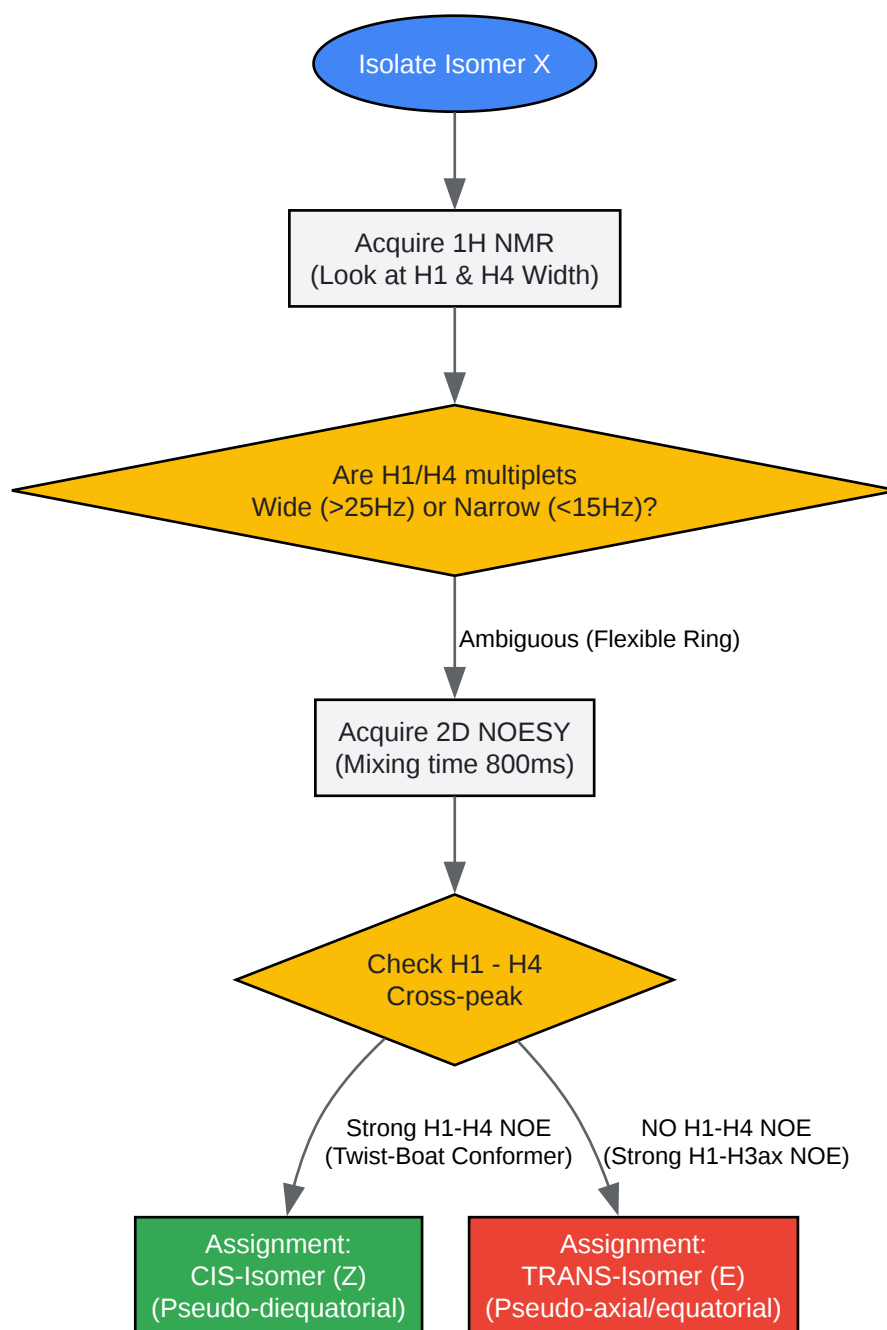 Isolate Isomer X
Acquire 1H NMR
(Look at H1 & H4 Width)
Are H1/H4 multiplets
Wide (>25Hz) or Narrow (<15Hz)?
Ambiguous (Flexible Ring)
Acquire 2D NOESY
(Mixing time 800ms)
Check H1 - H4
Cross-peak
Strong H1-H4 NOE
(Twist-Boat Conformer)
NO H1-H4 NOE
(Strong H1-H3ax NOE)
Assignment:
CIS-Isomer (Z)
(Pseudo-diequatorial)
Assignment:
TRANS-Isomer (E)
(Pseudo-axial/equatorial)